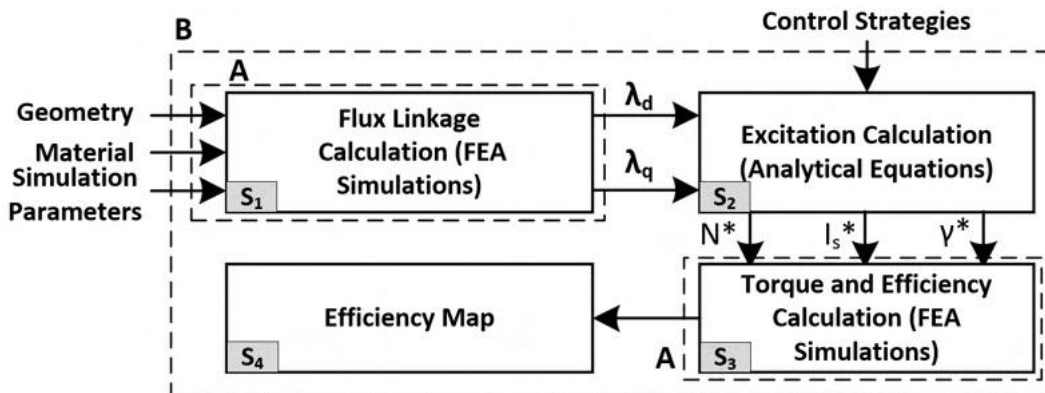 Control Strategies
B
A
Geometry
Material
Simulation
Parameters
Flux Linkage
Calculation (FEA
Simulations)
S₁
λd
λq
Excitation Calculation
(Analytical Equations)
S₂
N*
Is*
γ*
Torque and Efficiency
Calculation (FEA
Simulations)
S₃
A
Efficiency Map
S₄